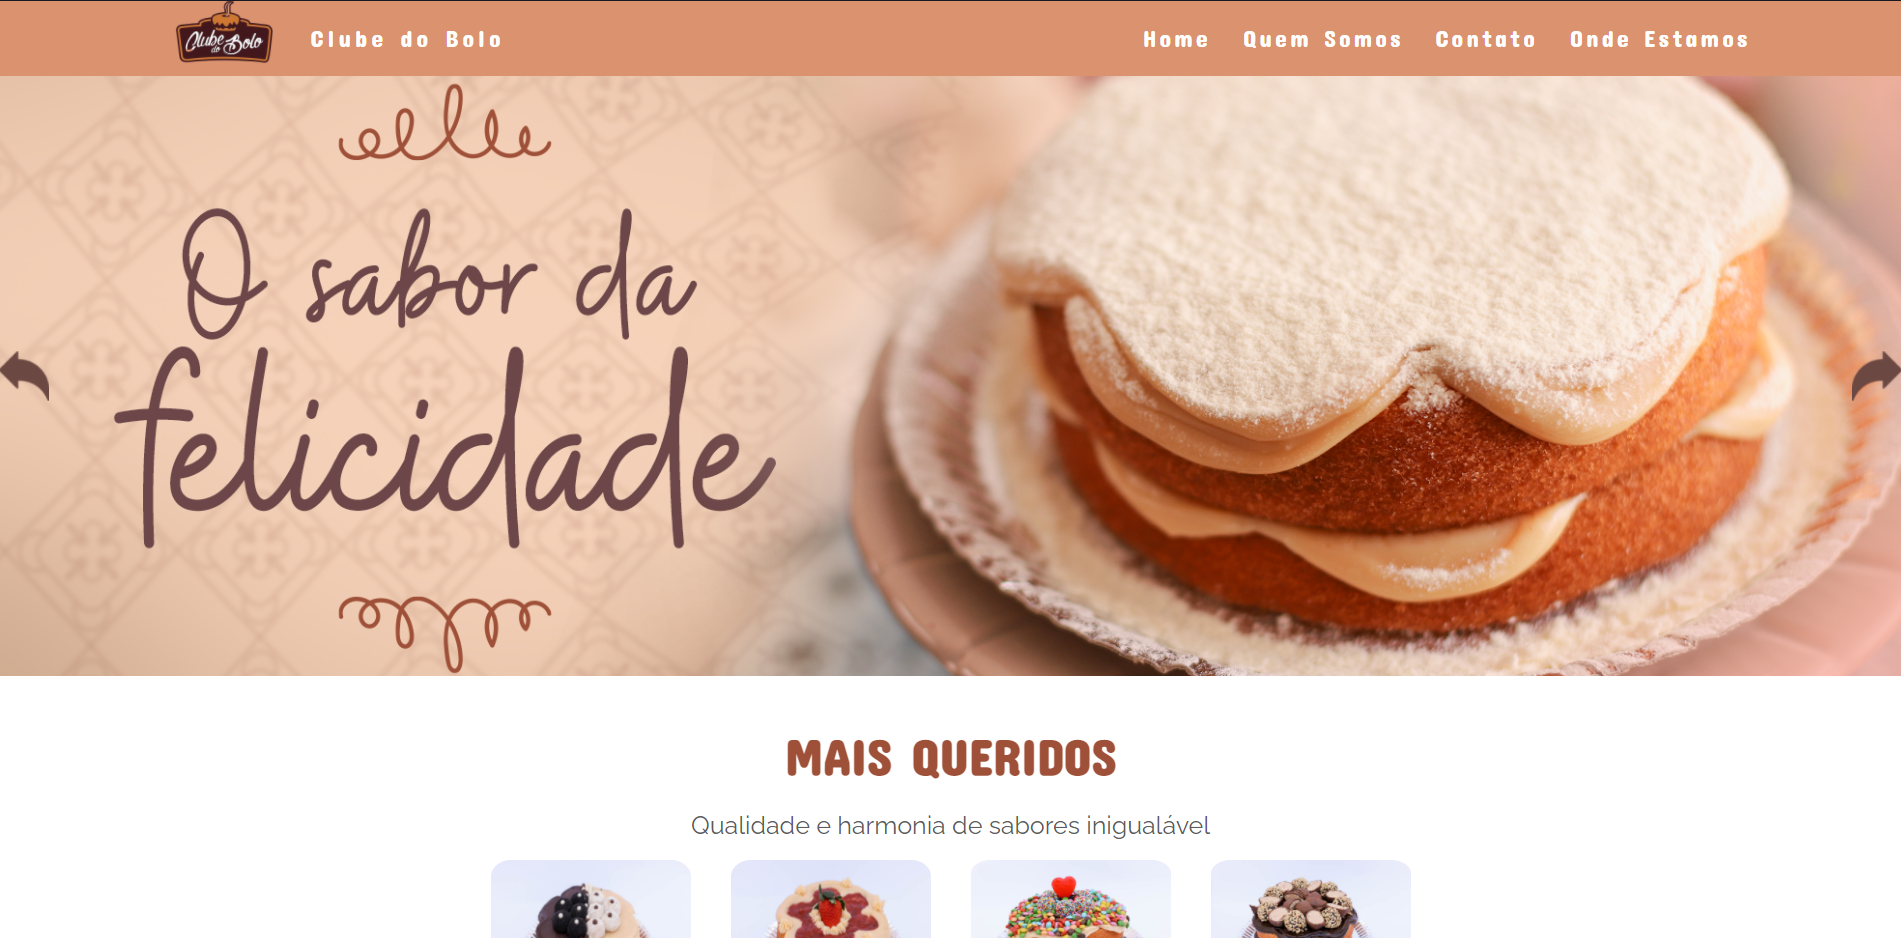 Clube do Bolo
Clube do Bolo
Home Quem Somos Contato Onde Estamos
O sabor da
felicidade
MAIS QUERIDOS
Qualidade e harmonia de sabores inigualável